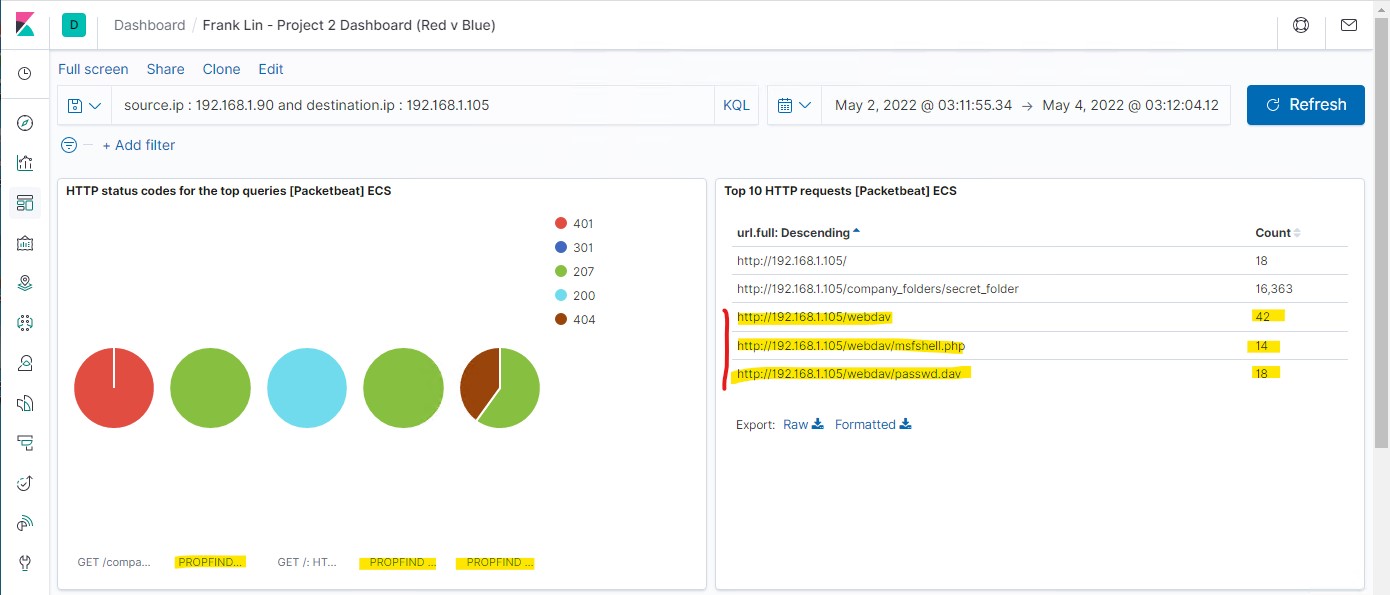 D Dashboard / Frank Lin - Project 2 Dashboard (Red v Blue)
Full screen Share Clone Edit
source.ip : 192.168.1.90 and destination.ip : 192.168.1.105 KQL May 2, 2022 @ 03:11:55.34 → May 4, 2022 @ 03:12:04.12 Refresh
+ Add filter
HTTP status codes for the top queries [Packetbeat] ECS
401
301
207
200
404
GET /compa... PROPFIND... GET /: HT... PROPFIND ... PROPFIND ...
Top 10 HTTP requests [Packetbeat] ECS
url.full: Descending Count
http://192.168.1.105/ 18
http://192.168.1.105/company_folders/secret_folder 16,363
http://192.168.1.105/webdav 42
http://192.168.1.105/webdav/msfshell.php 14
http://192.168.1.105/webdav/passwd.dav 18
Export: Raw Formatted